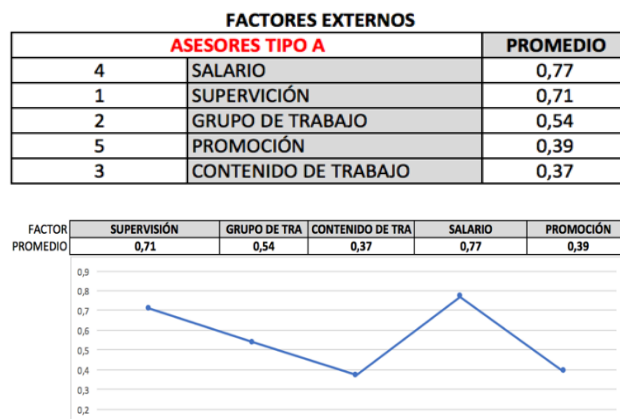 FACTORES EXTERNOS
ASESORES TIPO A PROMEDIO
4 SALARIO 0,77
1 SUPERVICIÓN 0,71
2 GRUPO DE TRABAJO 0,54
5 PROMOCIÓN 0,39
3 CONTENIDO DE TRABAJO 0,37
FACTOR SUPERVISIÓN GRUPO DE TRA CONTENIDO DE TRA SALARIO PROMOCIÓN
PROMEDIO 0,71 0,54 0,37 0,77 0,39
0,9
0,8
0,7
0,6
0,5
0,4
0,3
0,2